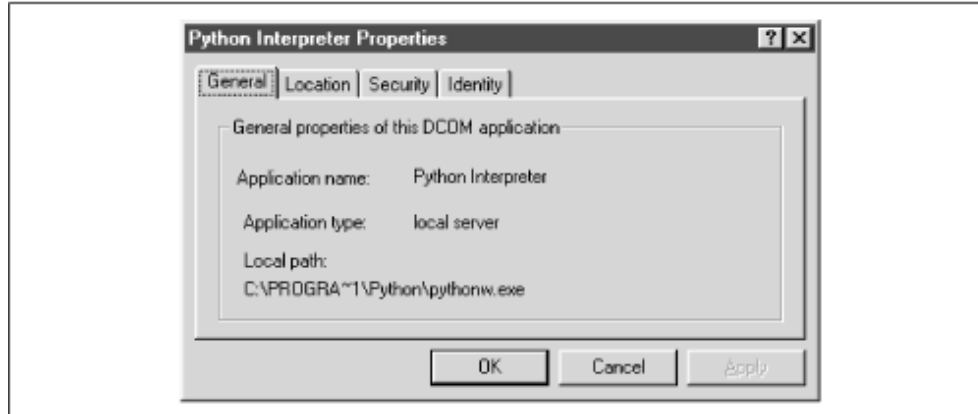 Python Interpreter Properties
General Location Security Identity
General properties of this DCOM application
Application name: Python Interpreter
Application type: local server
Local path:
C:\PROGRA~1\Python\pythonw.exe
OK Cancel Apply